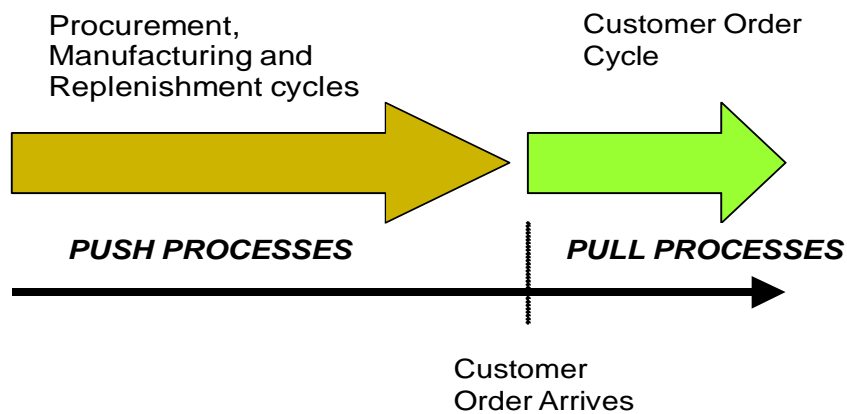 Procurement,
Manufacturing and
Replenishment cycles
Customer Order
Cycle
PUSH PROCESSES
PULL PROCESSES
Customer
Order Arrives